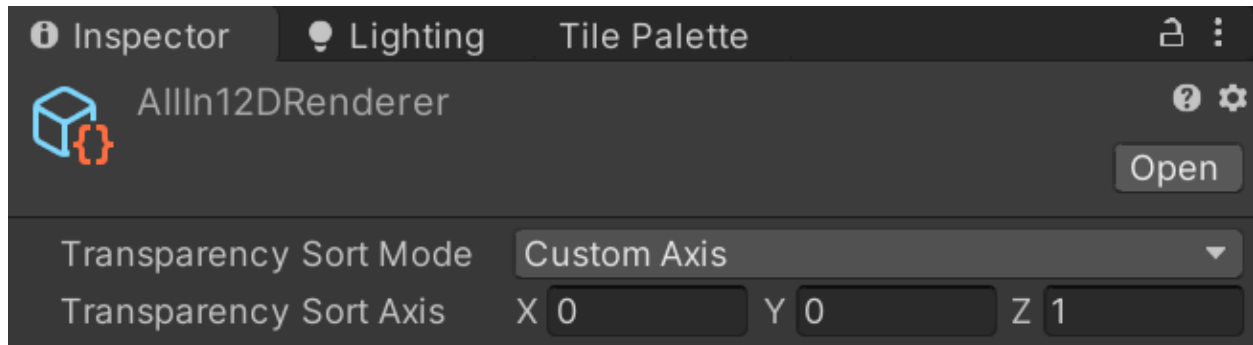 Inspector Lighting Tile Palette
AllIn12DRenderer
Open
Transparency Sort Mode Custom Axis
Transparency Sort Axis X 0 Y 0 Z 1